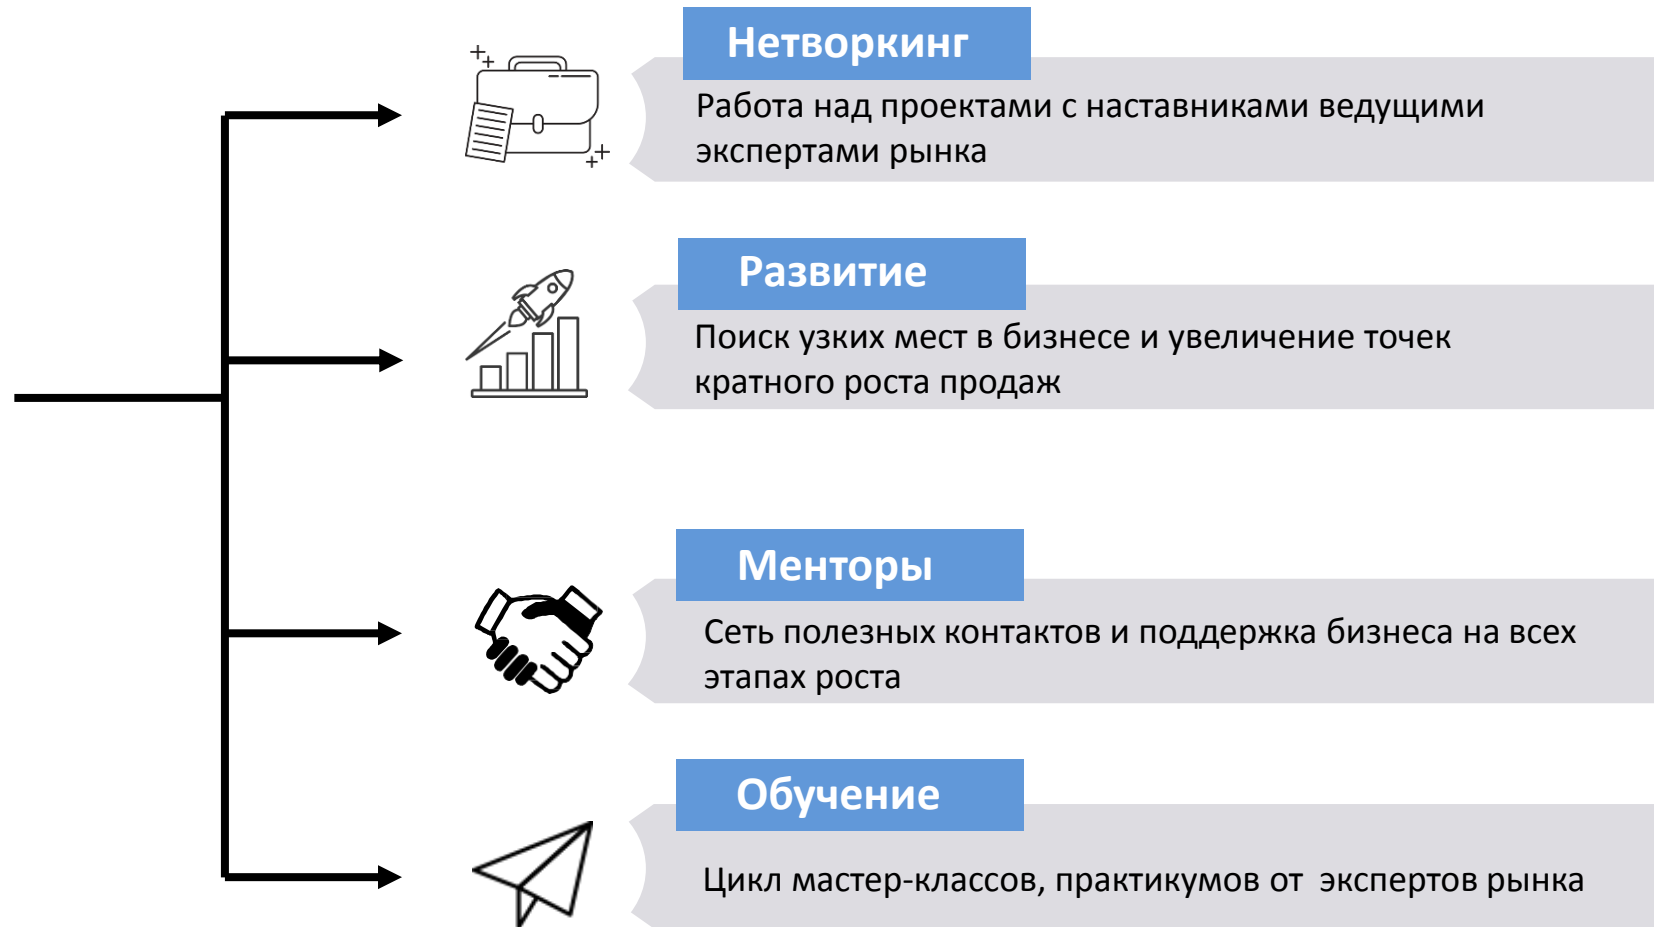 Нетворкинг
Работа над проектами с наставниками ведущими
экспертами рынка
Развитие
Поиск узких мест в бизнесе и увеличение точек
кратного роста продаж
Менторы
Сеть полезных контактов и поддержка бизнеса на всех
этапах роста
Обучение
Цикл мастер-классов, практикумов от  экспертов рынка